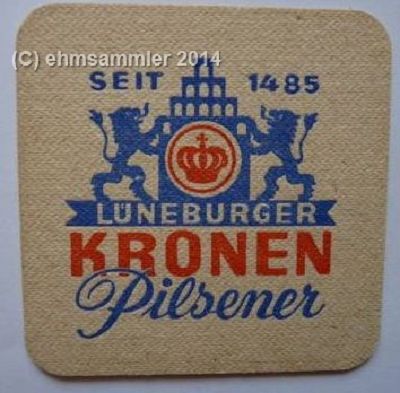 (C) ehmsammler 2014
SEIT 1485
LÜNEBURGER
KRONEN
Pilsener